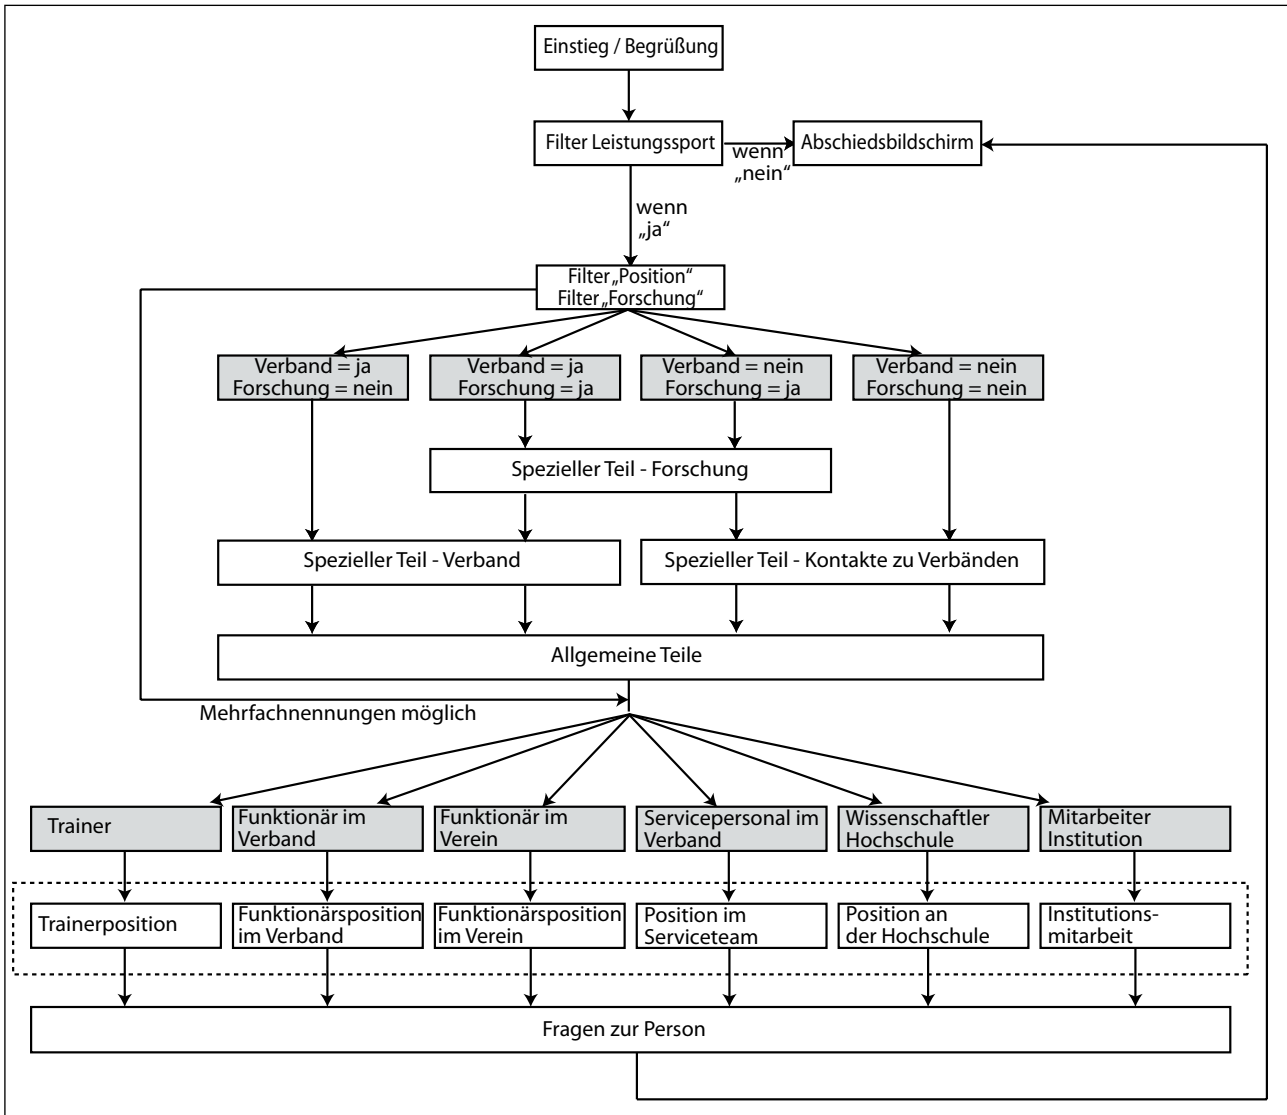 Einstieg / Begrüßung
Filter Leistungssport
wenn
„nein“
Abschiedsbildschirm
wenn
„ja“
Filter „Position“
Filter „Forschung“
Verband = ja
Forschung = nein
Verband = ja
Forschung = ja
Verband = nein
Forschung = ja
Verband = nein
Forschung = nein
Spezieller Teil - Forschung
Spezieller Teil - Verband
Spezieller Teil - Kontakte zu Verbänden
Allgemeine Teile
Mehrfachnennungen möglich
Trainer
Funktionär im
Verband
Funktionär im
Verein
Servicepersonal im
Verband
Wissenschaftler
Hochschule
Mitarbeiter
Institution
Trainerposition
Funktionärsposition
im Verband
Funktionärsposition
im Verein
Position im
Serviceteam
Position an
der Hochschule
Institutions-
mitarbeit
Fragen zur Person